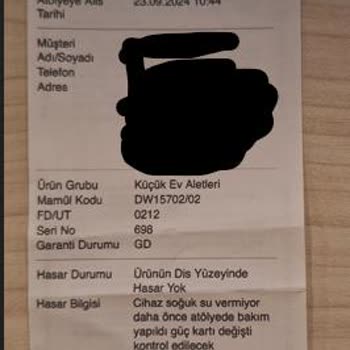 Atölyeye Alış 23.09.2024 10:44
Tarihi
Müşteri
Adı/Soyadı
Telefon
Adres
Ürün Grubu Küçük Ev Aletleri
Mamül Kodu DW15702/02
FD/UT 0212
Seri No 698
Garanti Durumu GD
Hasar Durumu Ürünün Dis Yüzeyinde
Hasar Yok
Hasar Bilgisi Cihaz soğuk su vermiyor
daha önce atölyede bakım
yapıldı güç kartı değişti
kontrol edilecek